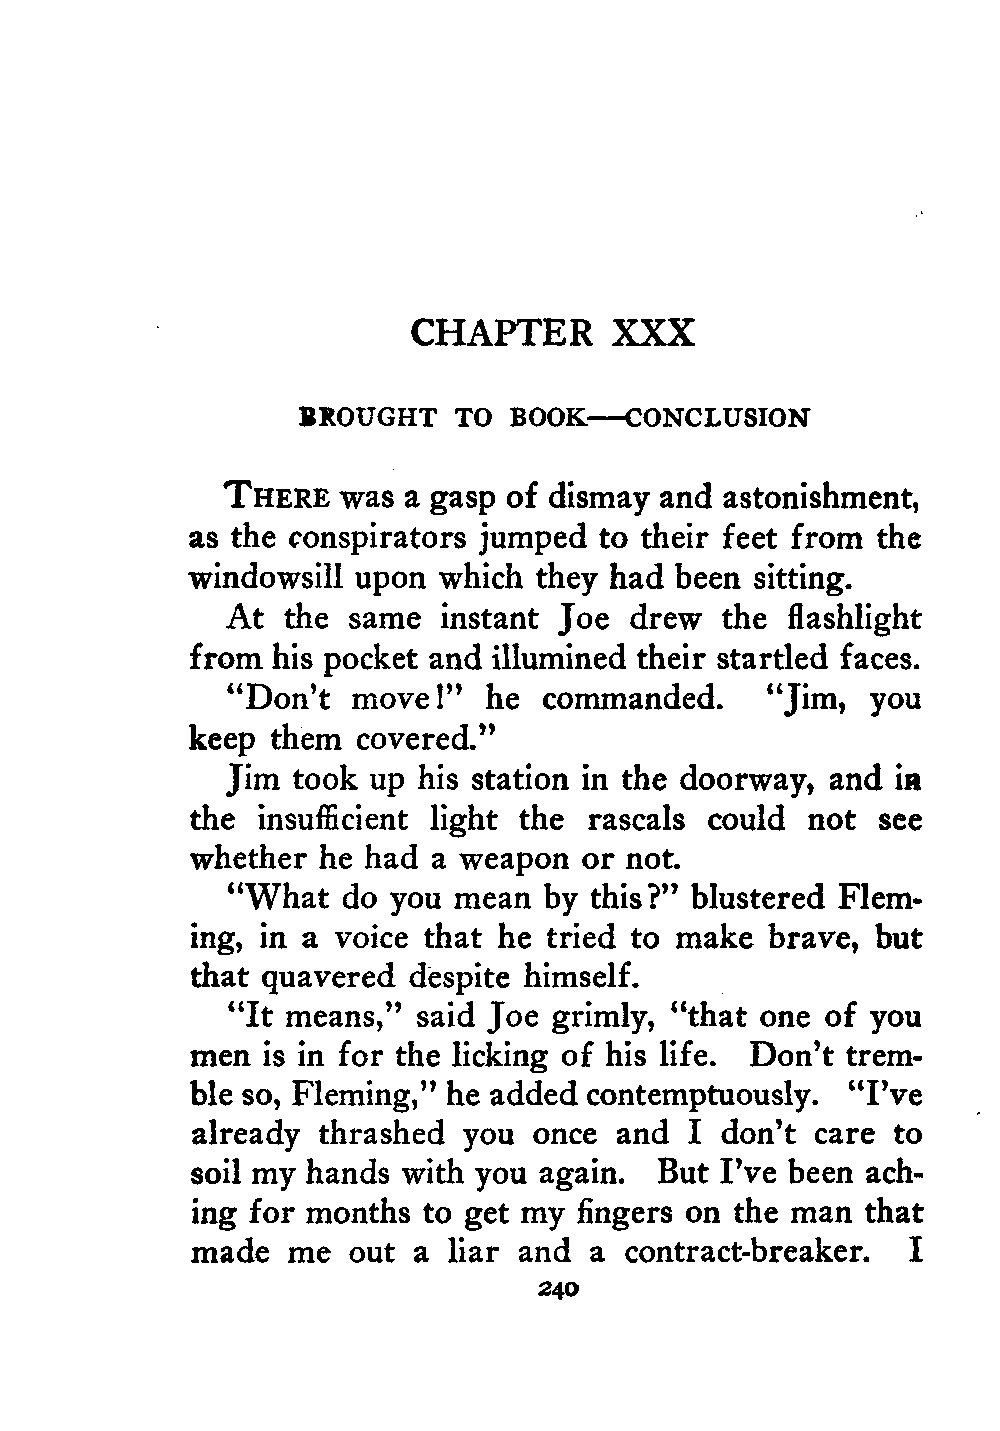 CHAPTER XXX
BROUGHT TO BOOK—CONCLUSION
THERE was a gasp of dismay and astonishment,
as the conspirators jumped to their feet from the
windowsill upon which they had been sitting.
At the same instant Joe drew the flashlight
from his pocket and illumined their startled faces.
"Don't move!" he commanded. "Jim, you
keep them covered."
Jim took up his station in the doorway, and in
the insufficient light the rascals could not see
whether he had a weapon or not.
"What do you mean by this?" blustered Flem-
ing, in a voice that he tried to make brave, but
that quavered despite himself.
"It means," said Joe grimly, "that one of you
men is in for the licking of his life. Don't trem-
ble so, Fleming," he added contemptuously. "I've
already thrashed you once and I don't care to
soil my hands with you again. But I've been ach-
ing for months to get my fingers on the man that
made me out a liar and a contract-breaker. I
240